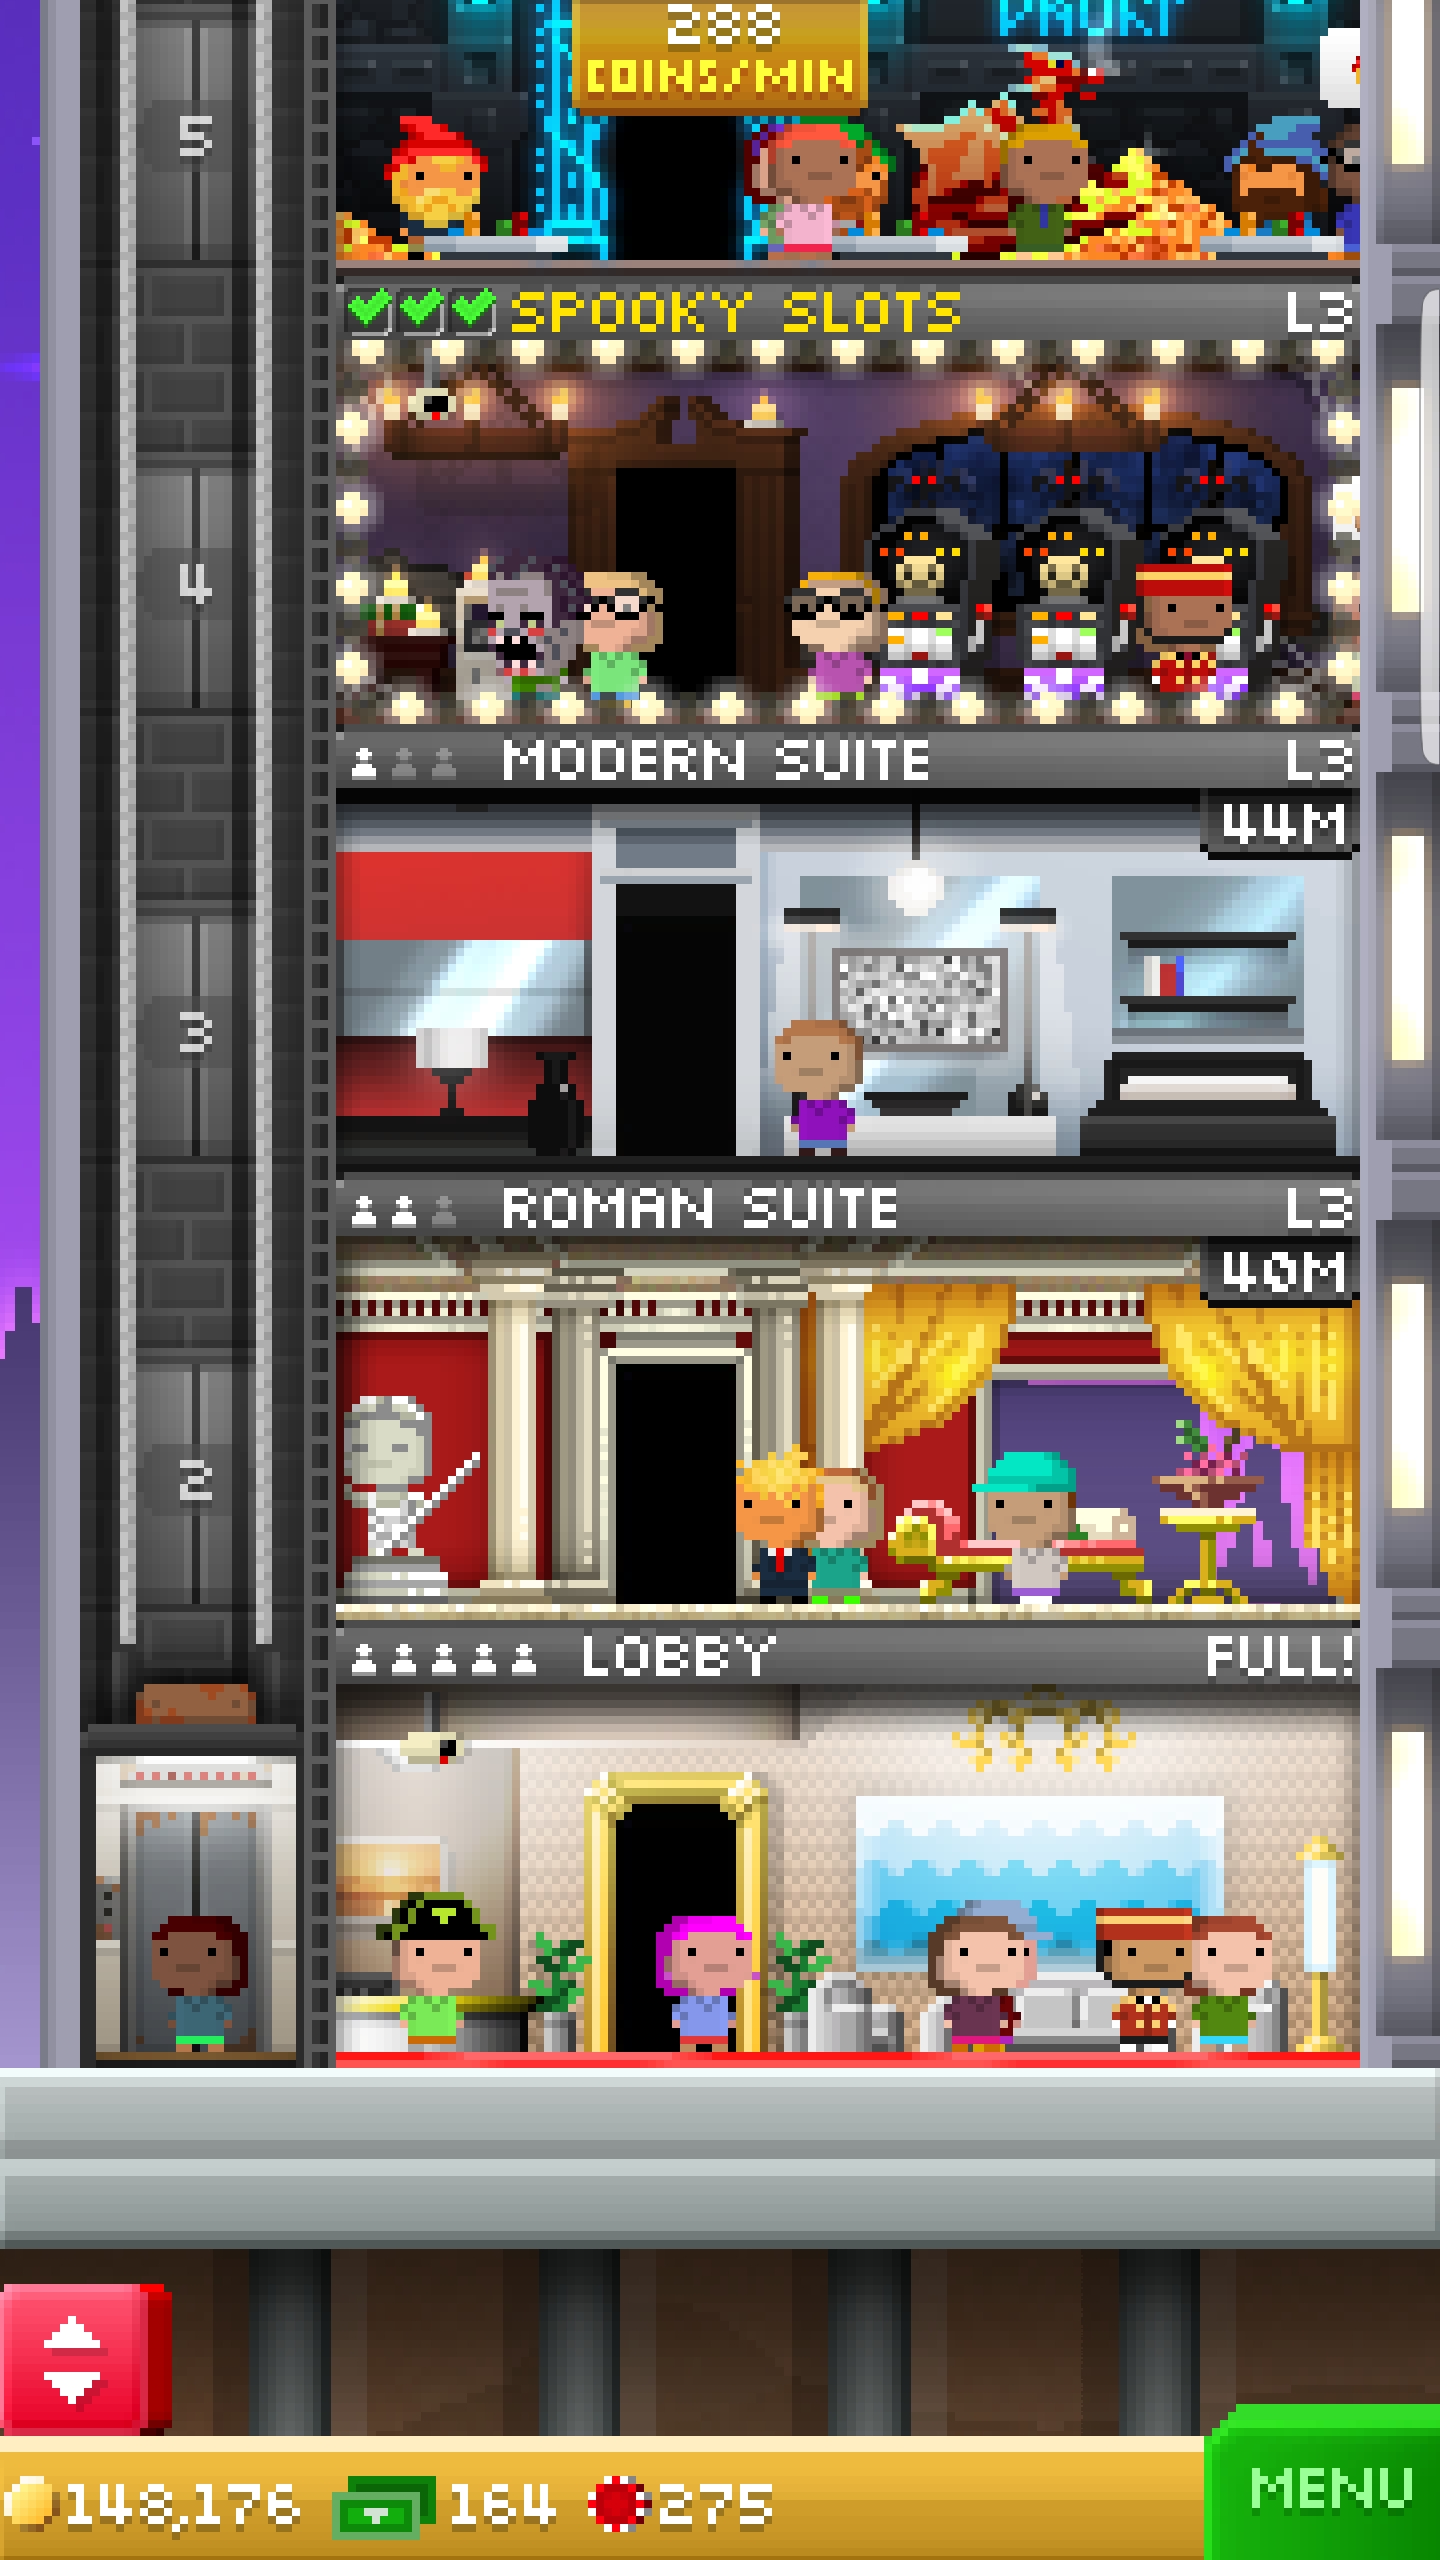 288
COINS/MIN
5
SPOOKY SLOTS L3
4
MODERN SUITE L3
44M
3
ROMAN SUITE L3
40M
2
LOBBY FULL!
MENU
148,176 164 275